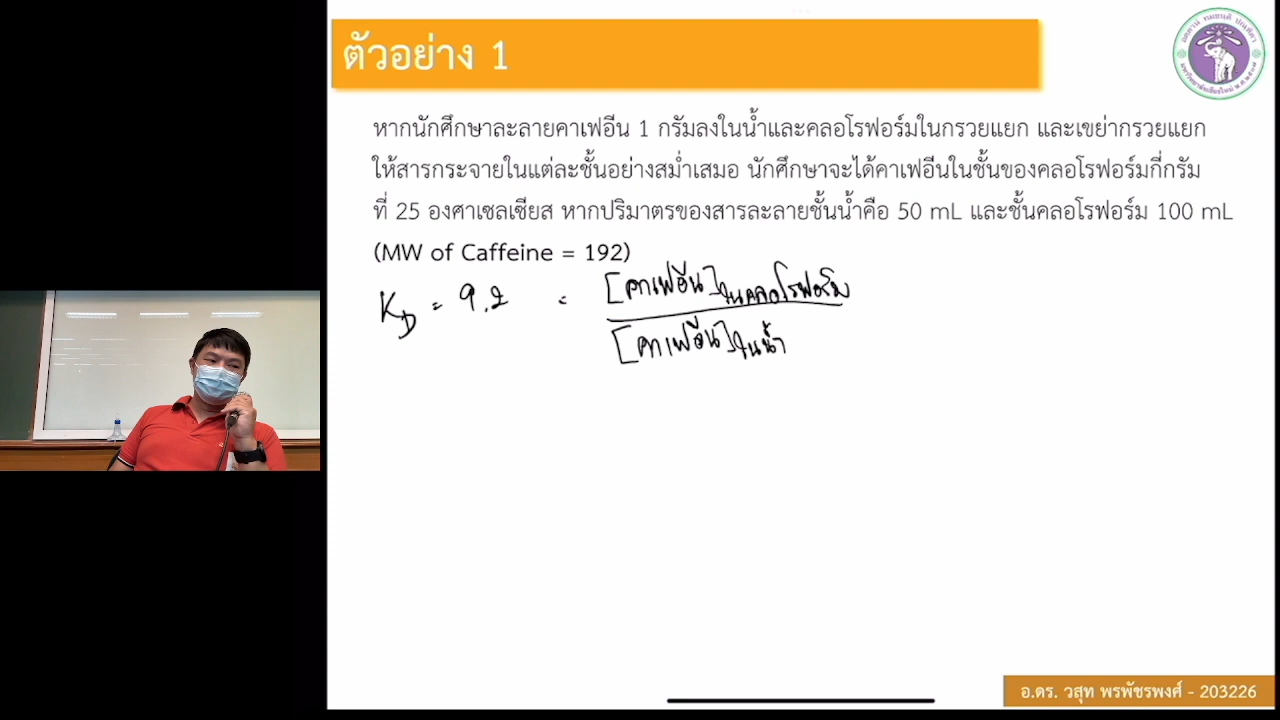 ตัวอย่าง 1
หากนักศึกษาละลายคาเฟอีน 1 กรัมลงในน้ำและคลอโรฟอร์มในกรวยแยก และเขย่ากรวยแยก
ให้สารกระจายในแต่ละชั้นอย่างสม่ำเสมอ นักศึกษาจะได้คาเฟอีนในชั้นของคลอโรฟอร์มกี่กรัม
ที่ 25 องศาเซลเซียส หากปริมาตรของสารละลายชั้นน้ำคือ 50 mL และชั้นคลอโรฟอร์ม 100 mL
(MW of Caffeine = 192)
K_D = 9.2 = [คาเฟอีน]ในคลอโรฟอร์ม
[คาเฟอีน]ในน้ำ
อ.ดร. วสุท พรพัชรพงศ์ - 203226